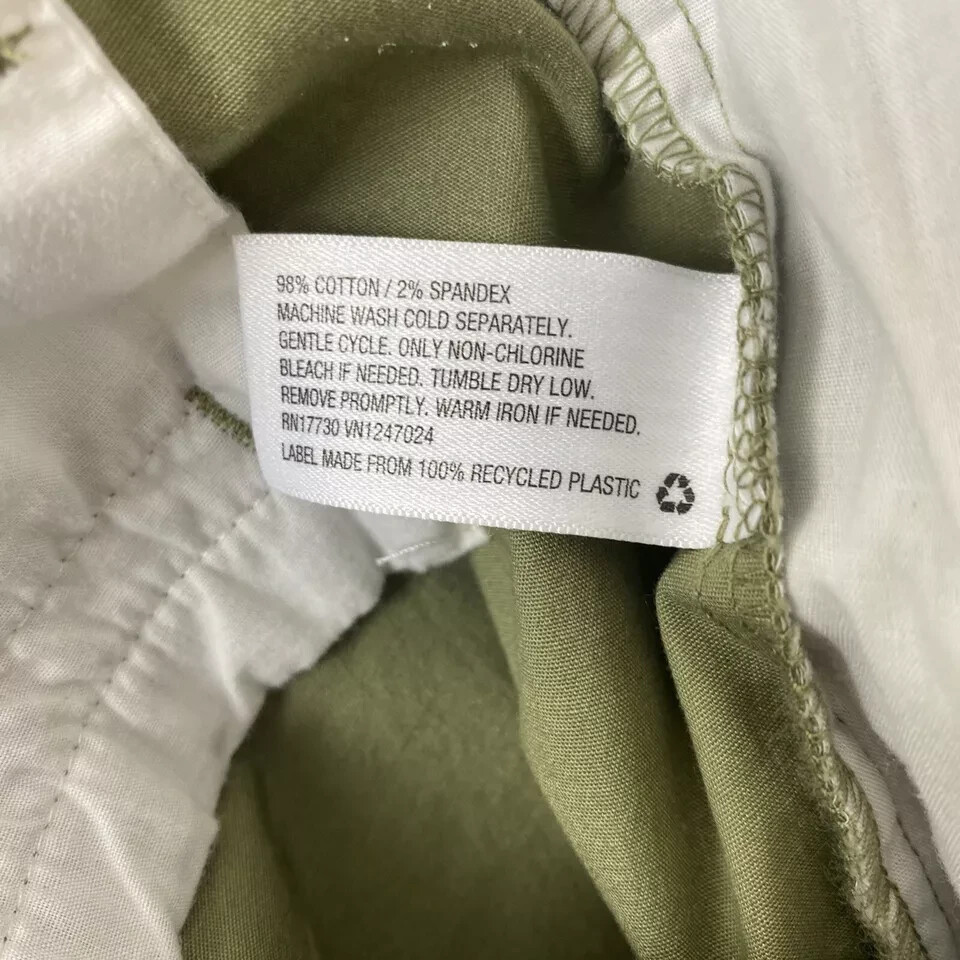 98% COTTON / 2% SPANDEX
MACHINE WASH COLD SEPARATELY.
GENTLE CYCLE. ONLY NON-CHLORINE
BLEACH IF NEEDED. TUMBLE DRY LOW.
REMOVE PROMPTLY. WARM IRON IF NEEDED.
RN17730 VN1247024
LABEL MADE FROM 100% RECYCLED PLASTIC